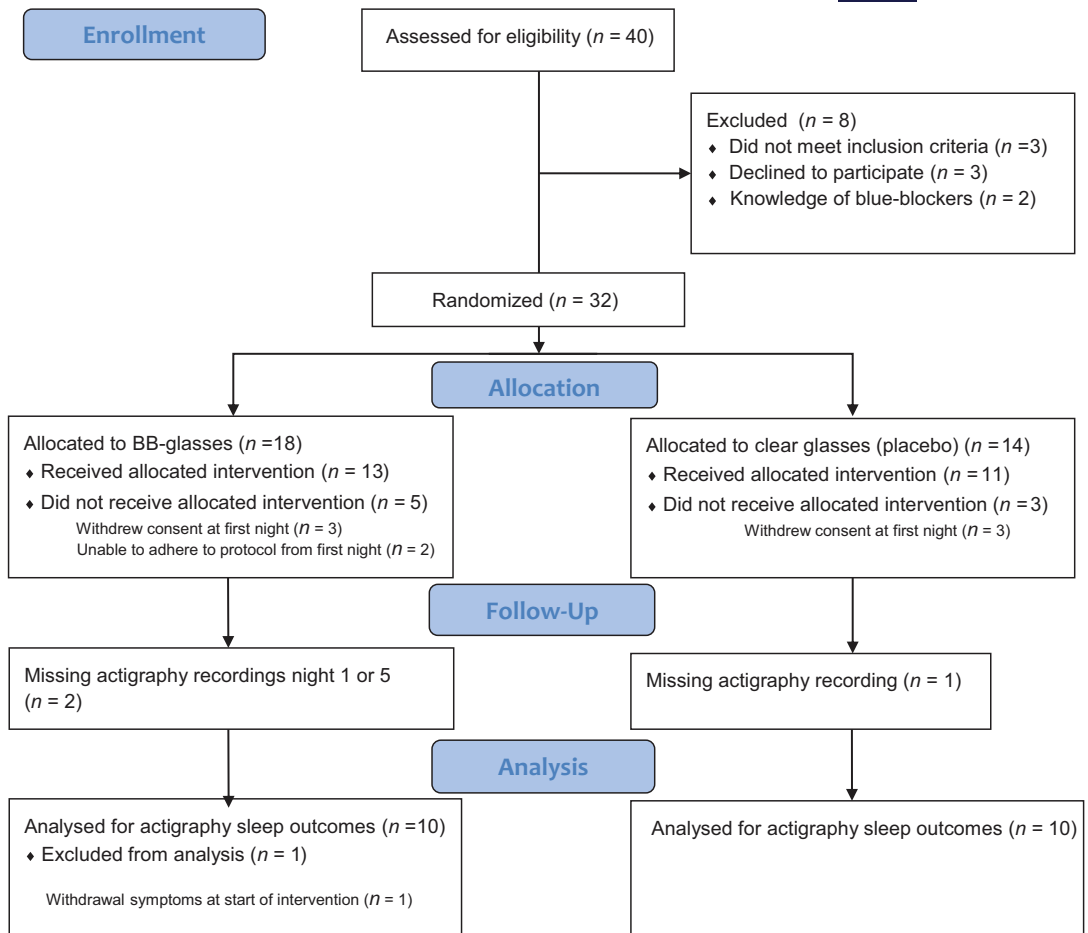 Enrollment
Assessed for eligibility (n = 40)
Excluded (n = 8)
♦ Did not meet inclusion criteria (n =3)
♦ Declined to participate (n = 3)
♦ Knowledge of blue-blockers (n = 2)
Randomized (n = 32)
Allocation
Allocated to BB-glasses (n =18)
♦ Received allocated intervention (n = 13)
♦ Did not receive allocated intervention (n = 5)
Withdrew consent at first night (n = 3)
Unable to adhere to protocol from first night (n = 2)
Allocated to clear glasses (placebo) (n = 14)
♦ Received allocated intervention (n = 11)
♦ Did not receive allocated intervention (n = 3)
Withdrew consent at first night (n = 3)
Follow-Up
Missing actigraphy recordings night 1 or 5
(n = 2)
Missing actigraphy recording (n = 1)
Analysis
Analysed for actigraphy sleep outcomes (n =10)
♦ Excluded from analysis (n = 1)
Withdrawal symptoms at start of intervention (n = 1)
Analysed for actigraphy sleep outcomes (n = 10)